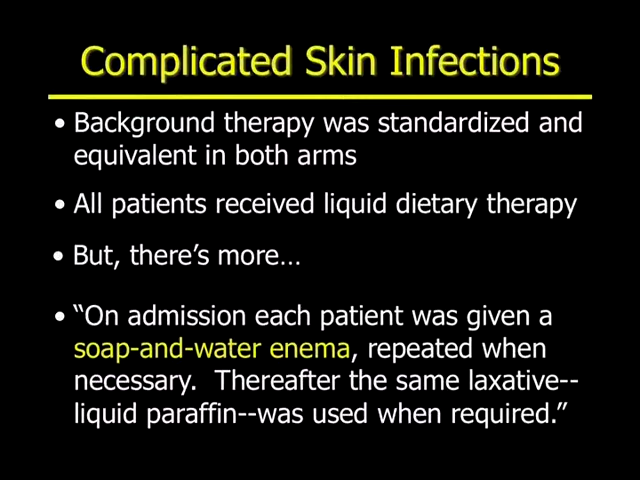 Complicated Skin Infections
• Background therapy was standardized and
equivalent in both arms
• All patients received liquid dietary therapy
• But, there’s more…
• “On admission each patient was given a
soap-and-water enema, repeated when
necessary.  Thereafter the same laxative--
liquid paraffin--was used when required.”